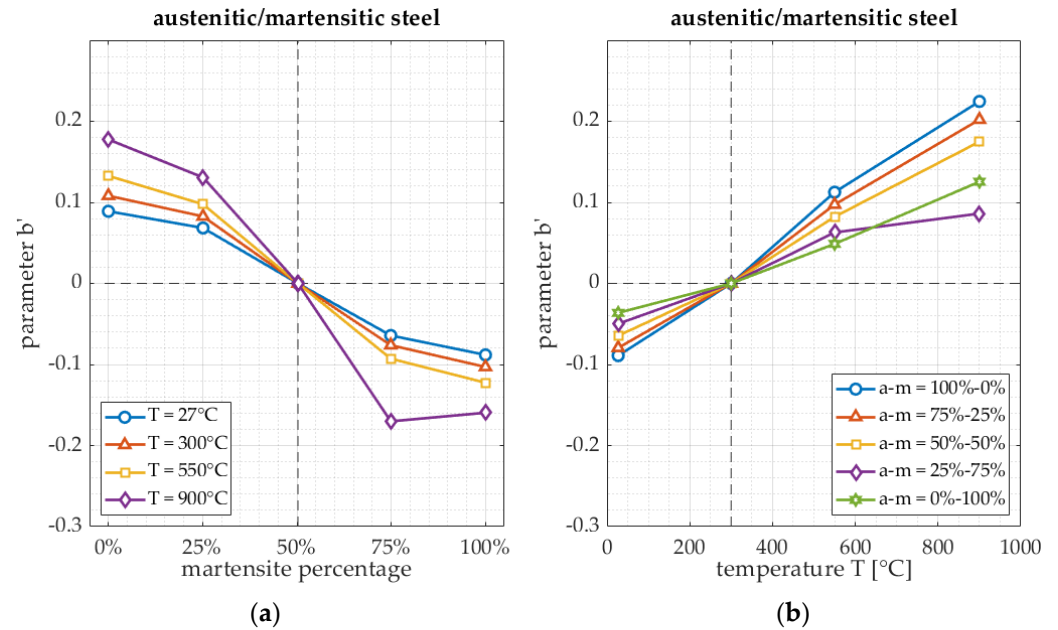 austenitic/martensitic steel
parameter b'
0.2
0.1
0
-0.1
-0.2
-0.3
T = 27°C
T = 300°C
T = 550°C
T = 900°C
0% 25% 50% 75% 100%
martensite percentage
(a)
austenitic/martensitic steel
parameter b'
0.2
0.1
0
-0.1
-0.2
-0.3
a-m = 100%-0%
a-m = 75%-25%
a-m = 50%-50%
a-m = 25%-75%
a-m = 0%-100%
0 200 400 600 800 1000
temperature T [°C]
(b)